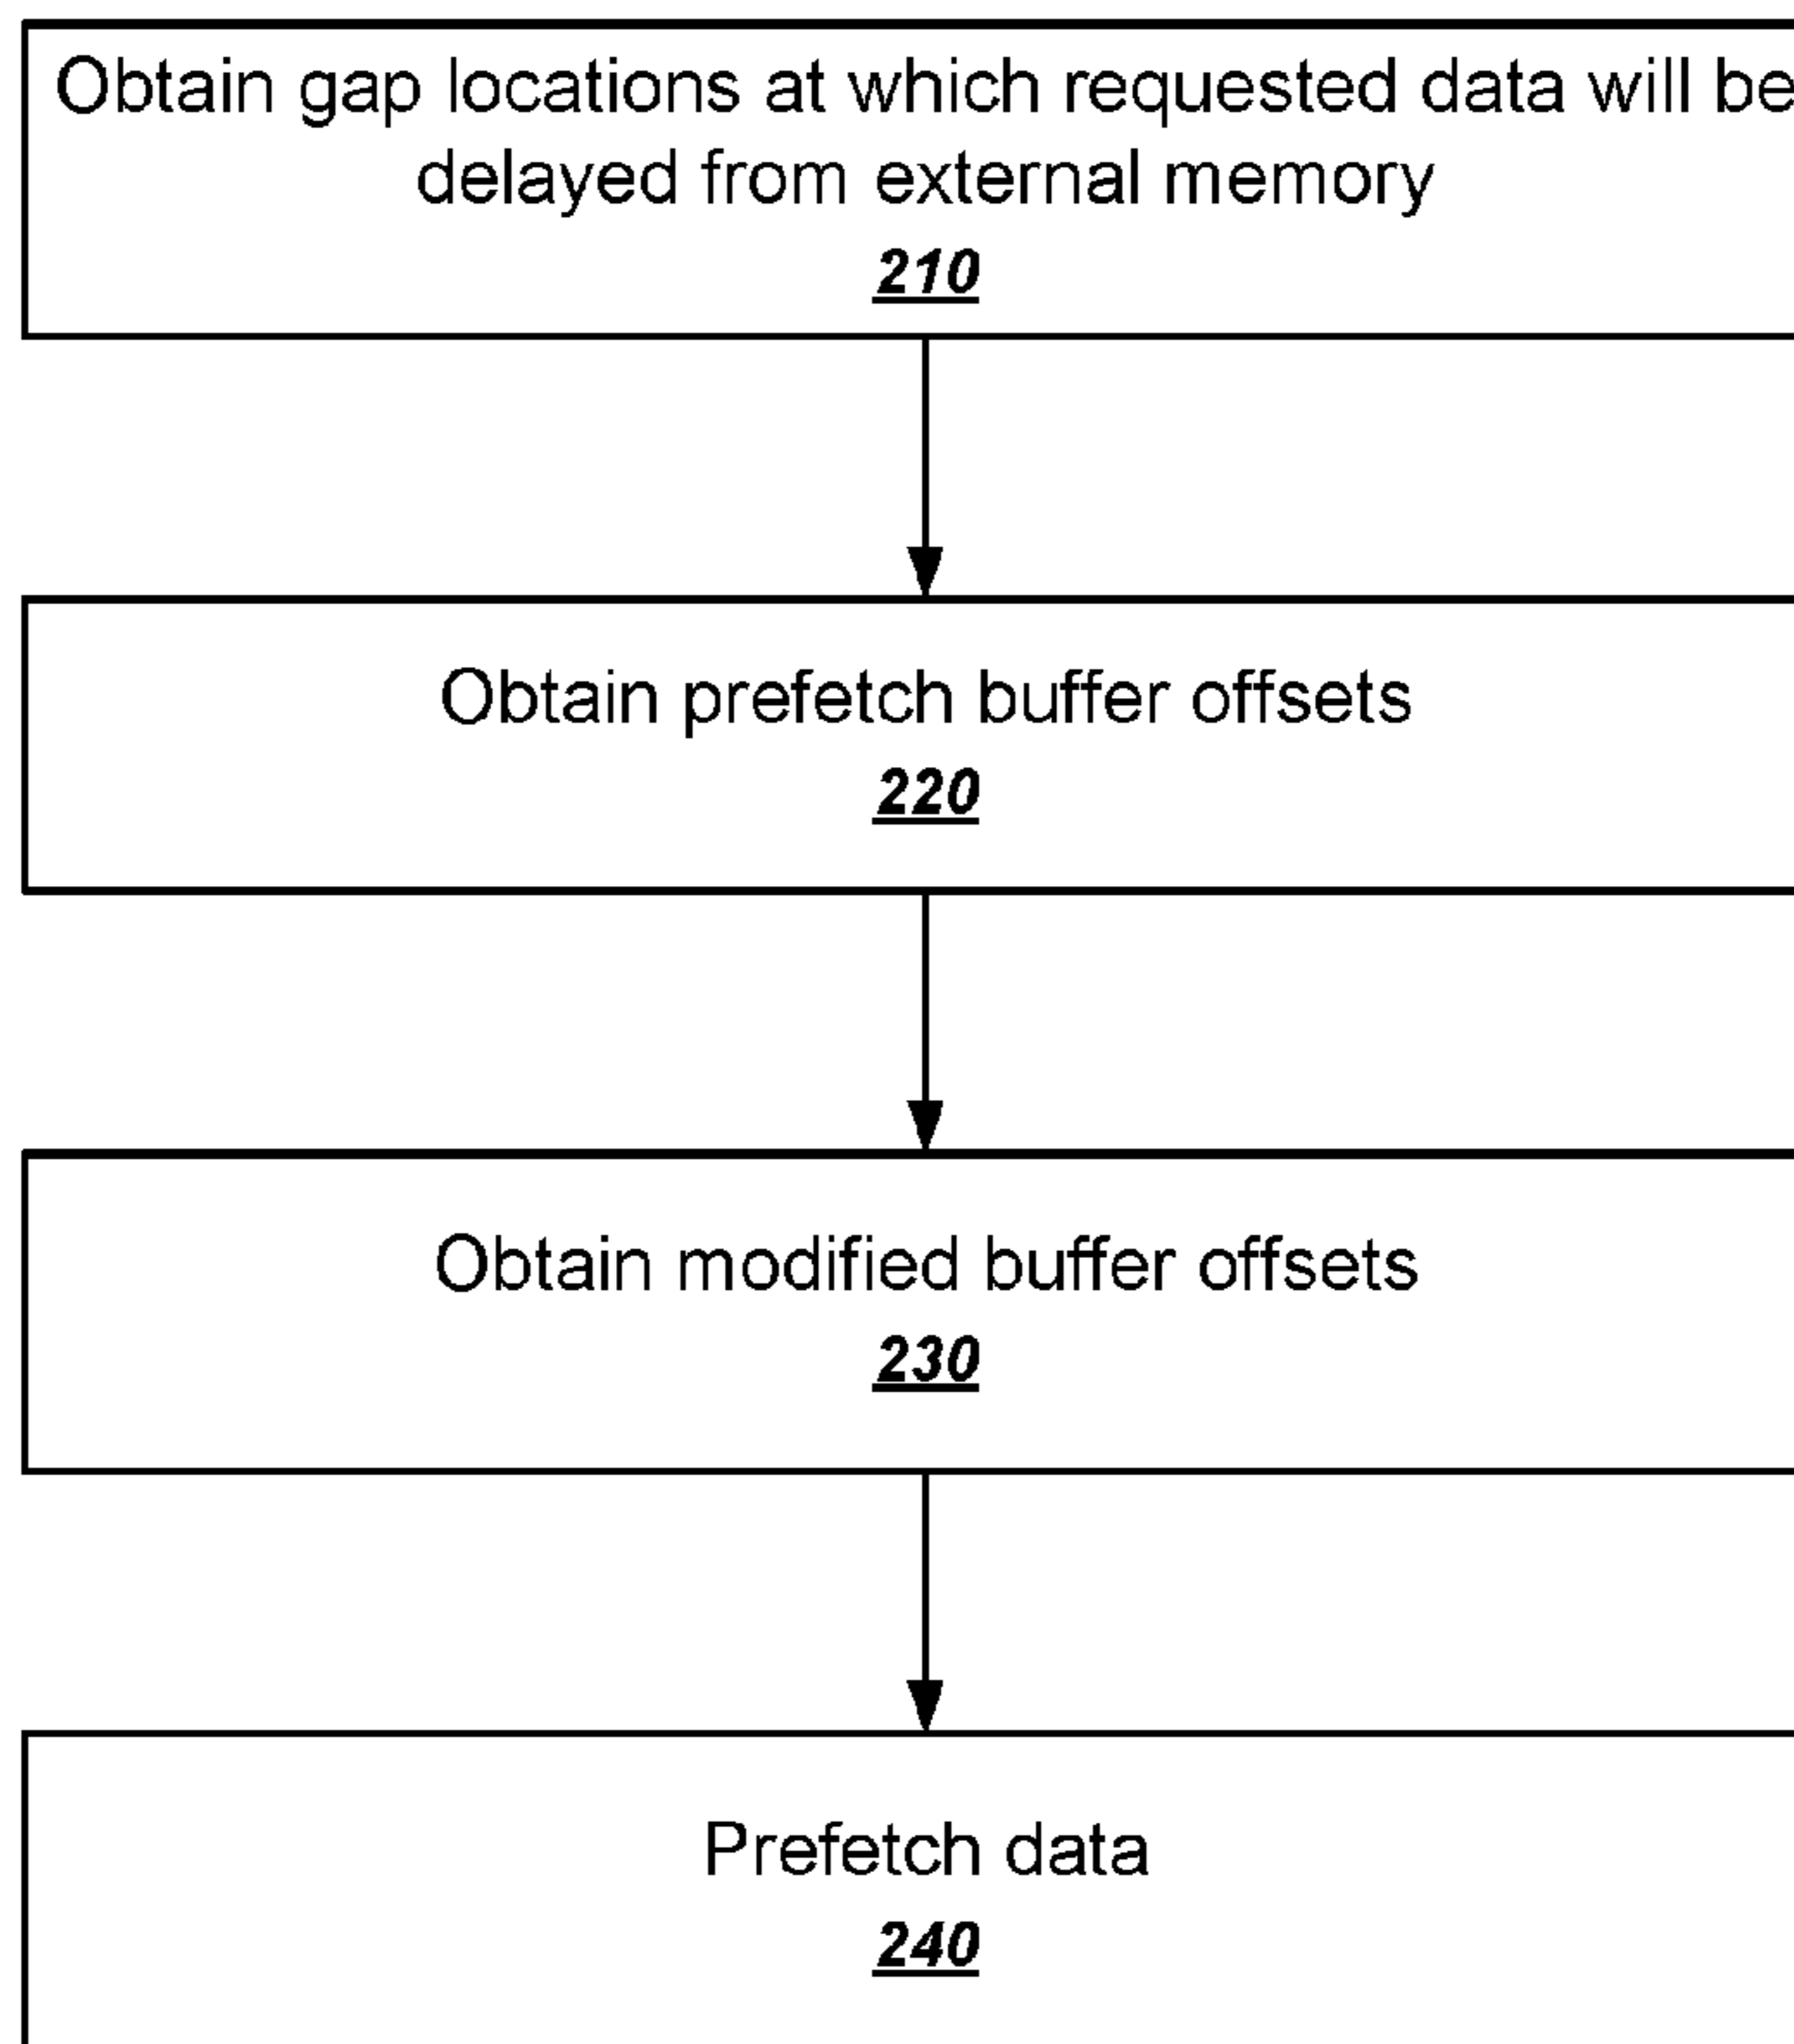 Obtain gap locations at which requested data will be
delayed from external memory
210
Obtain prefetch buffer offsets
220
Obtain modified buffer offsets
230
Prefetch data
240